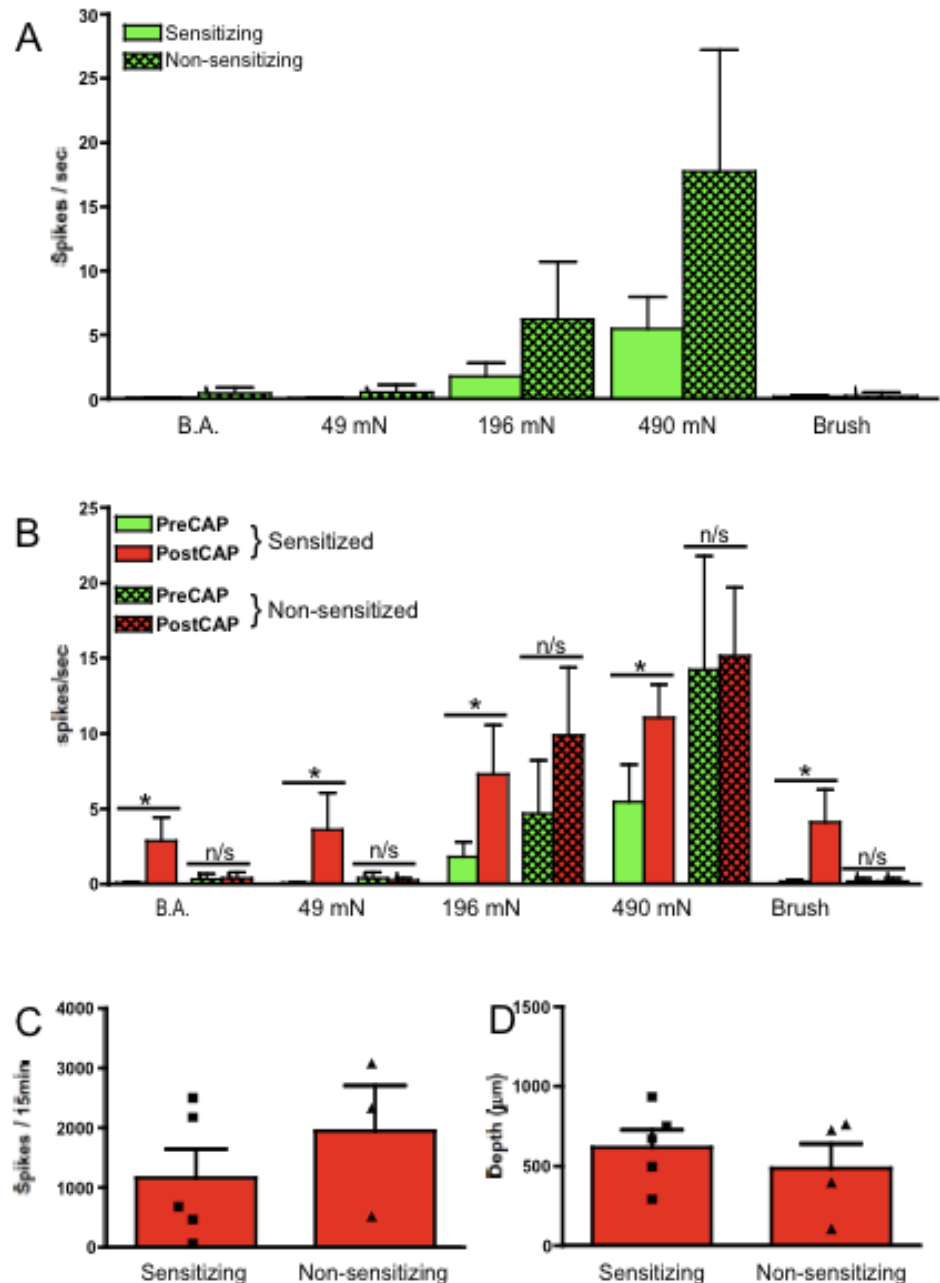 A
Sensitizing
Non-sensitizing
30
25
20
15
10
5
0
Spikes / sec
B.A. 49 mN 196 mN 490 mN Brush
B
PreCAP
PostCAP } Sensitized
PreCAP
PostCAP } Non-sensitized
25
20
15
10
5
0
spikes/sec
* n/s * n/s * n/s * n/s * n/s
B.A. 49 mN 196 mN 490 mN Brush
C
4000
3000
2000
1000
0
Spikes / 15min
Sensitizing Non-sensitizing
D
1500
1000
500
0
Depth (µm)
Sensitizing Non-sensitizing